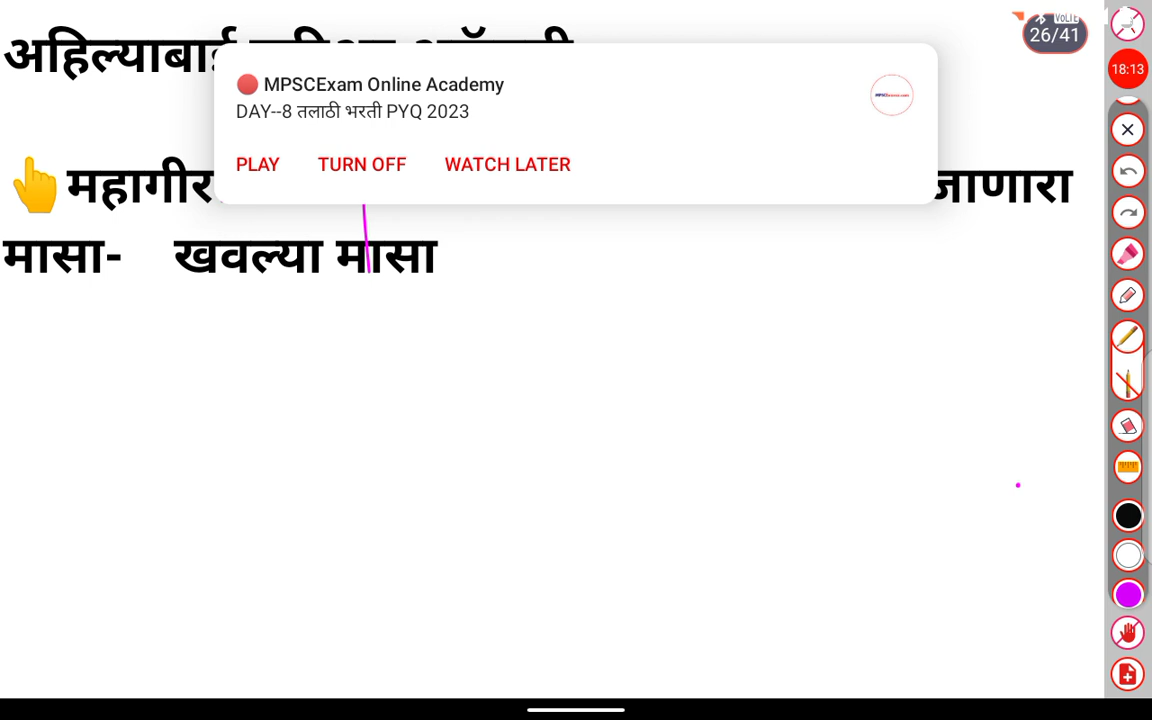 26/41
18:13
VoLTE
अहिल्याबाई
🔴 MPSCExam Online Academy
DAY--8 तलाठी भरती PYQ 2023
PLAY TURN OFF WATCH LATER
👆महागीर जाणारा
मासा- खवल्या मासा